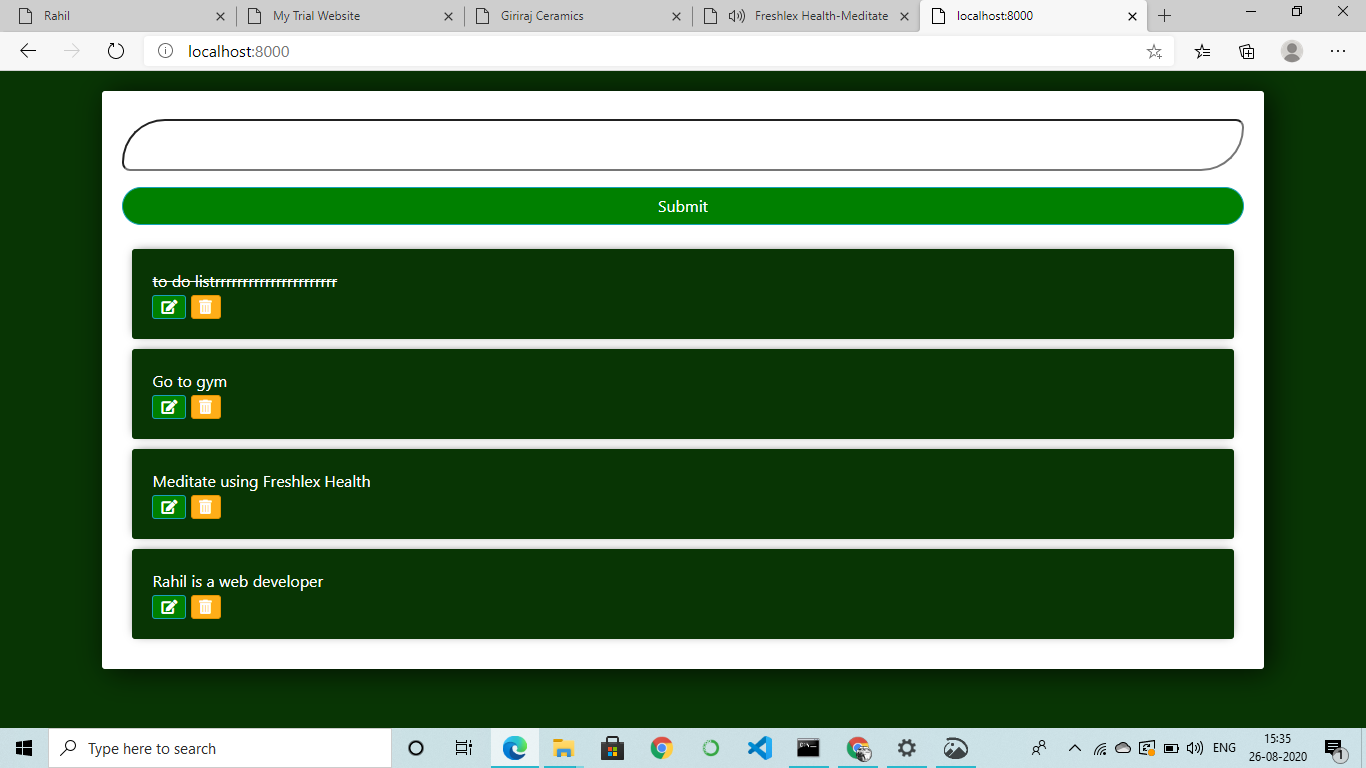 Rahil
My Trial Website
Giriraj Ceramics
Freshlex Health-Meditate
localhost:8000
localhost:8000
Submit
to do listrrrrrrrrrrrrrrrrrrrrrr
Go to gym
Meditate using Freshlex Health
Rahil is a web developer
Type here to search
ENG
15:35
26-08-2020
1